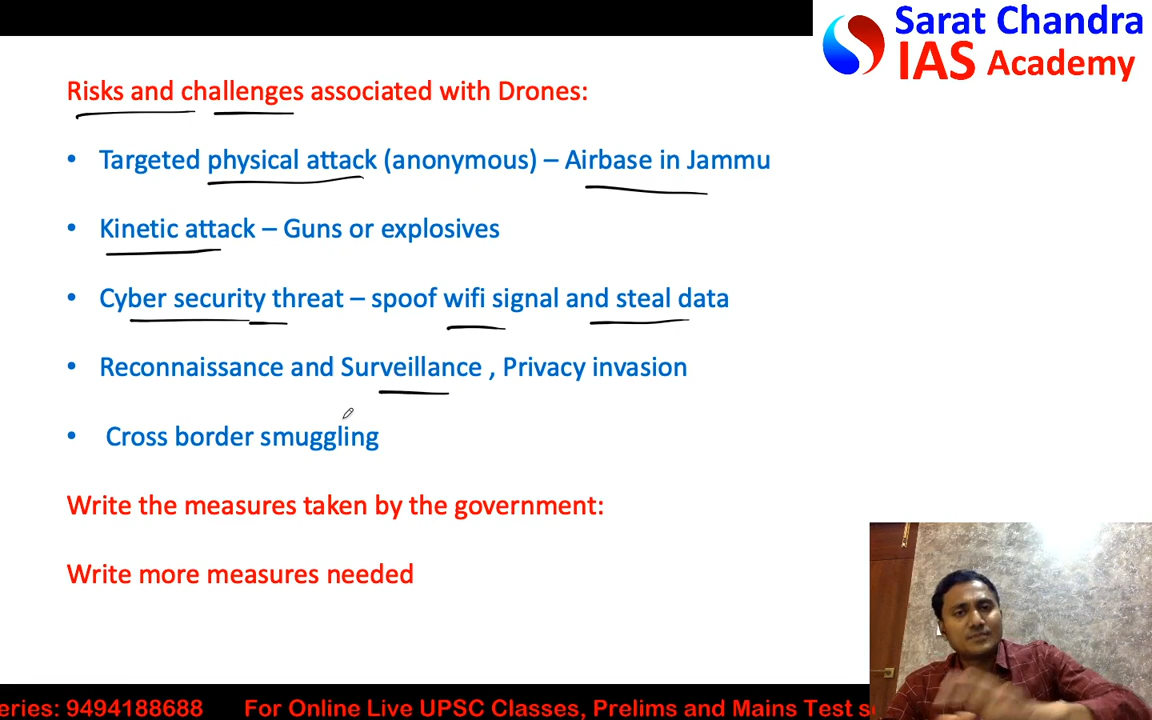 Sarat Chandra
IAS Academy
Risks and challenges associated with Drones:
• Targeted physical attack (anonymous) – Airbase in Jammu
• Kinetic attack – Guns or explosives
• Cyber security threat – spoof wifi signal and steal data
• Reconnaissance and Surveillance , Privacy invasion
• Cross border smuggling
Write the measures taken by the government:
Write more measures needed
eries: 9494188688 For Online Live UPSC Classes, Prelims and Mains Test s